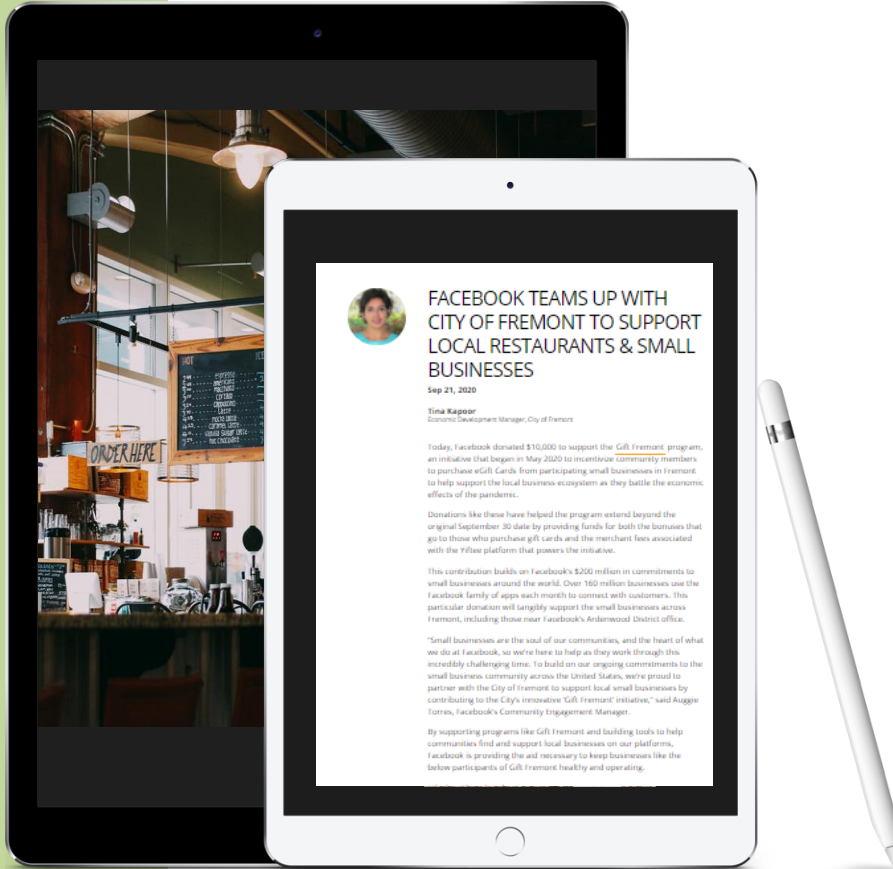 HOT
espresso
americano
macchiato
cortado
cappuccino
latte
mocha latte
caramel latte
hot chocolate
ORDER HERE
FACEBOOK TEAMS UP WITH
CITY OF FREMONT TO SUPPORT
LOCAL RESTAURANTS & SMALL
BUSINESSES
Sep 21, 2020
Tina Kapoor
Economic Development Manager, City of Fremont
Today, Facebook donated $10,000 to support the Gift Fremont program,
an initiative that began in May 2020 to incentivize community members
to purchase eGift Cards from participating small businesses in Fremont
to help support the local business ecosystem as they battle the economic
effects of the pandemic.
Donations like these have helped the program extend beyond the
original September 30 date by providing funds for both the bonuses that
go to those who purchase gift cards and the merchant fees associated
with the Yiftee platform that powers the initiative.
This contribution builds on Facebook's $200 million in commitments to
small businesses around the world. Over 160 million businesses use the
Facebook family of apps each month to connect with customers. This
particular donation will tangibly support the small businesses across
Fremont, including those near Facebook's Ardenwood District office.
"Small businesses are the soul of our communities, and the heart of what
we do at Facebook, so we're here to help as they work through this
incredibly challenging time. To build on our ongoing commitments to the
small business community across the United States, we're proud to
partner with the City of Fremont to support local small businesses by
contributing to the City's innovative 'Gift Fremont' initiative," said Auggie
Torres, Facebook's Community Engagement Manager.
By supporting programs like Gift Fremont and building tools to help
communities find and support local businesses on our platforms,
Facebook is providing the aid necessary to keep businesses like the
below participants of Gift Fremont healthy and operating.